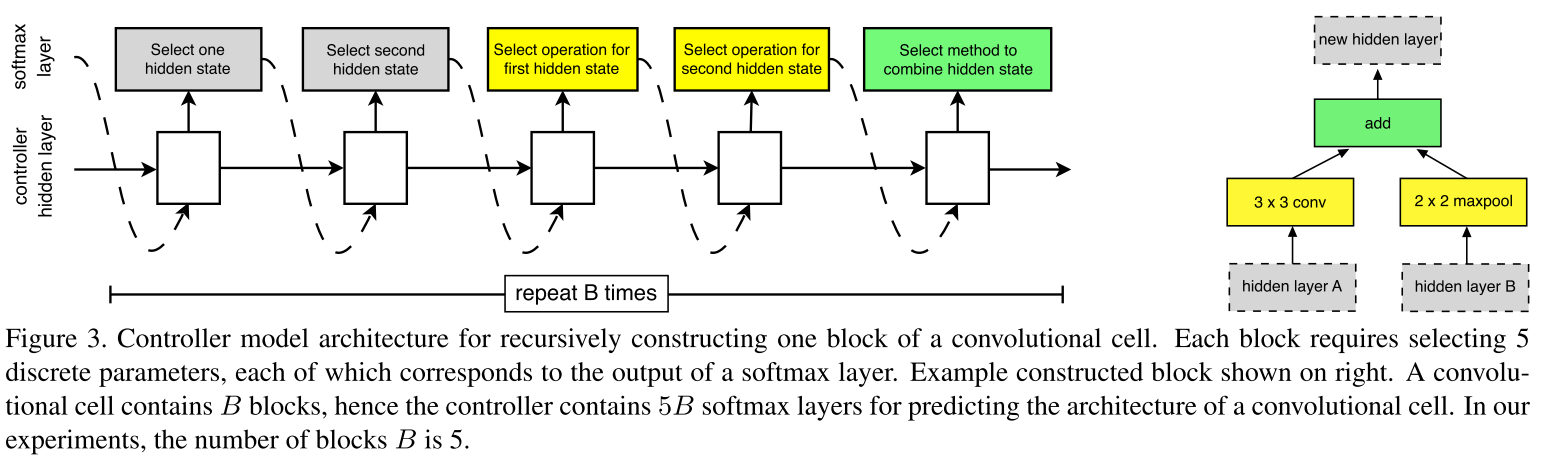 softmax
layer
Select one
hidden state
Select second
hidden state
Select operation for
first hidden state
Select operation for
second hidden state
Select method to
combine hidden state
controller
hidden layer
repeat B times
new hidden layer
add
3 x 3 conv
2 x 2 maxpool
hidden layer A
hidden layer B
Figure 3. Controller model architecture for recursively constructing one block of a convolutional cell. Each block requires selecting 5
discrete parameters, each of which corresponds to the output of a softmax layer. Example constructed block shown on right. A convolu-
tional cell contains B blocks, hence the controller contains 5B softmax layers for predicting the architecture of a convolutional cell. In our
experiments, the number of blocks B is 5.